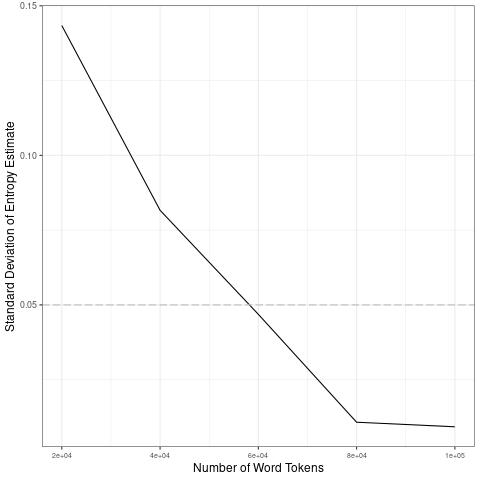 0.15
0.10
0.05
Standard Deviation of Entropy Estimate
2e+04 4e+04 6e+04 8e+04 1e+05
Number of Word Tokens